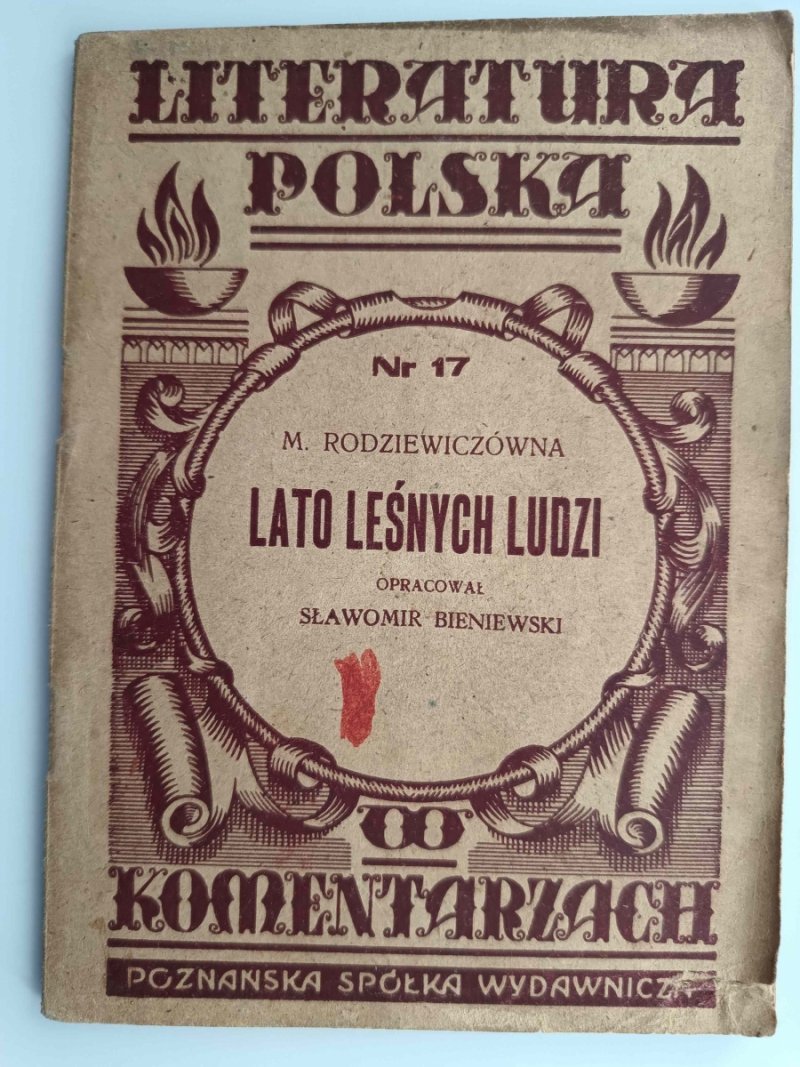 LITERATURA
POLSKA
Nr 17
M. RODZIEWICZÓWNA
LATO LEŚNYCH LUDZI
OPRACOWAŁ
SŁAWOMIR BIENIEWSKI
W
KOMENTARZACH
POZNAŃSKA SPÓŁKA WYDAWNICZA